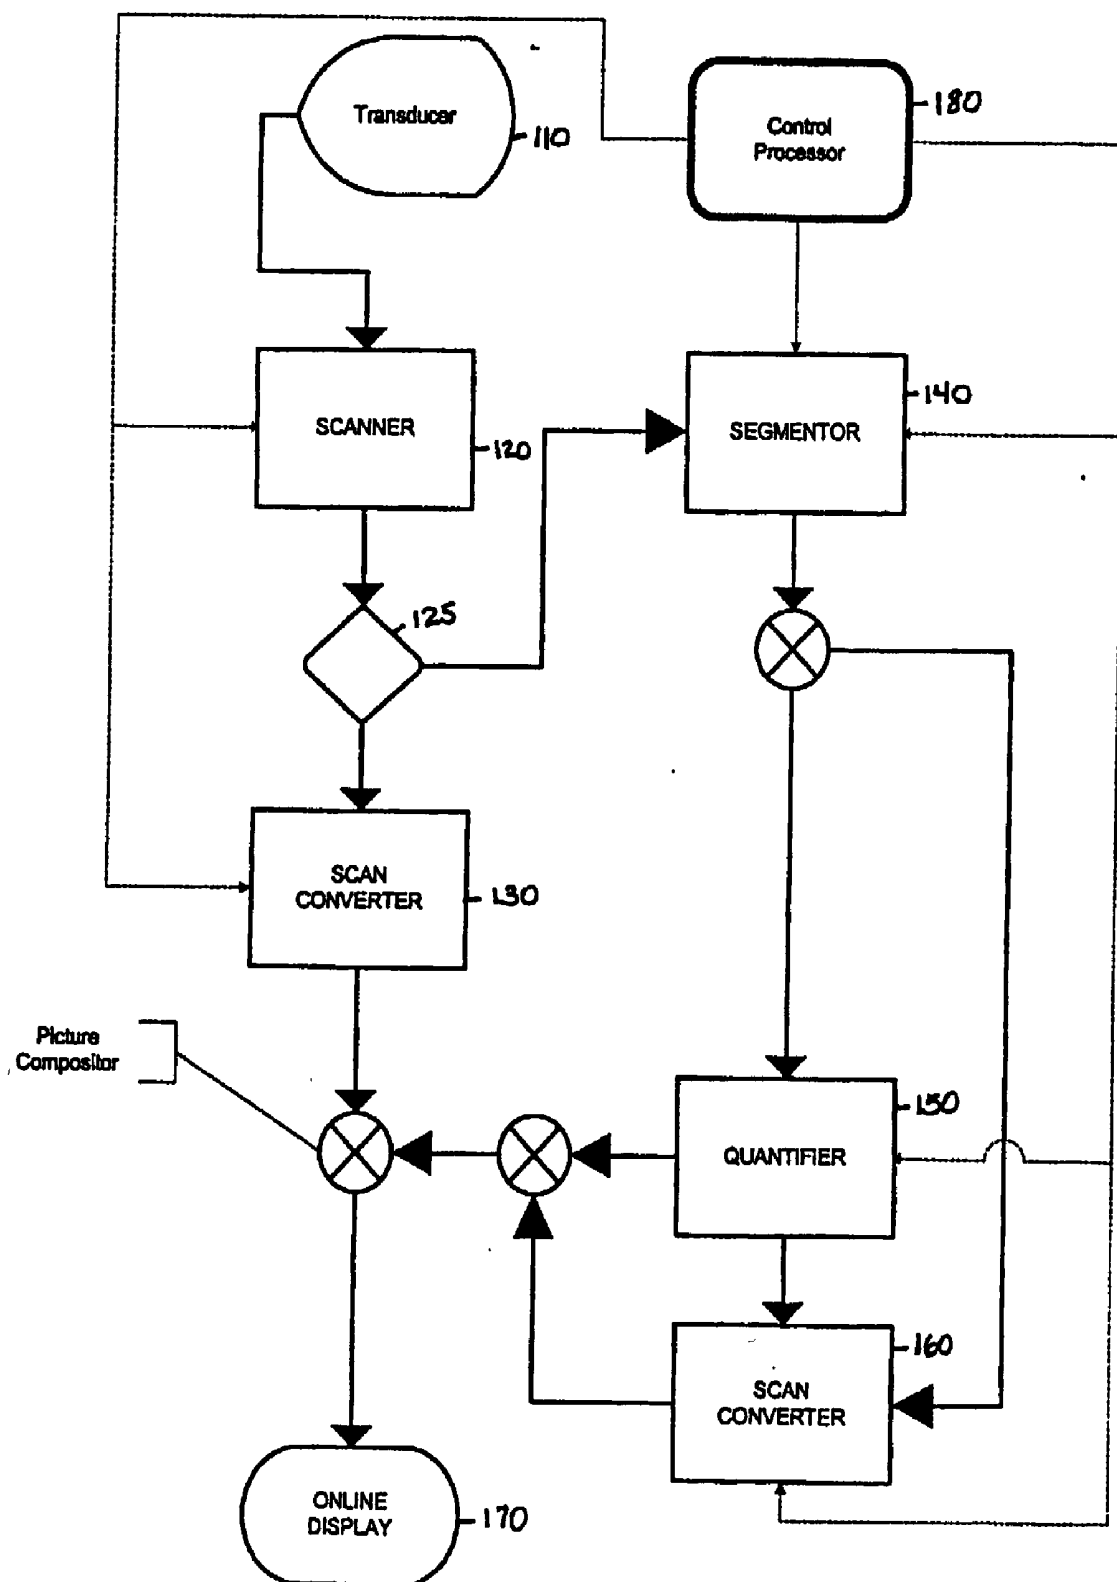 Transducer
110
Control
Processor
180
SCANNER
120
SEGMENTOR
140
125
SCAN
CONVERTER
130
Picture
Compositor
QUANTIFIER
150
SCAN
CONVERTER
160
ONLINE
DISPLAY
170